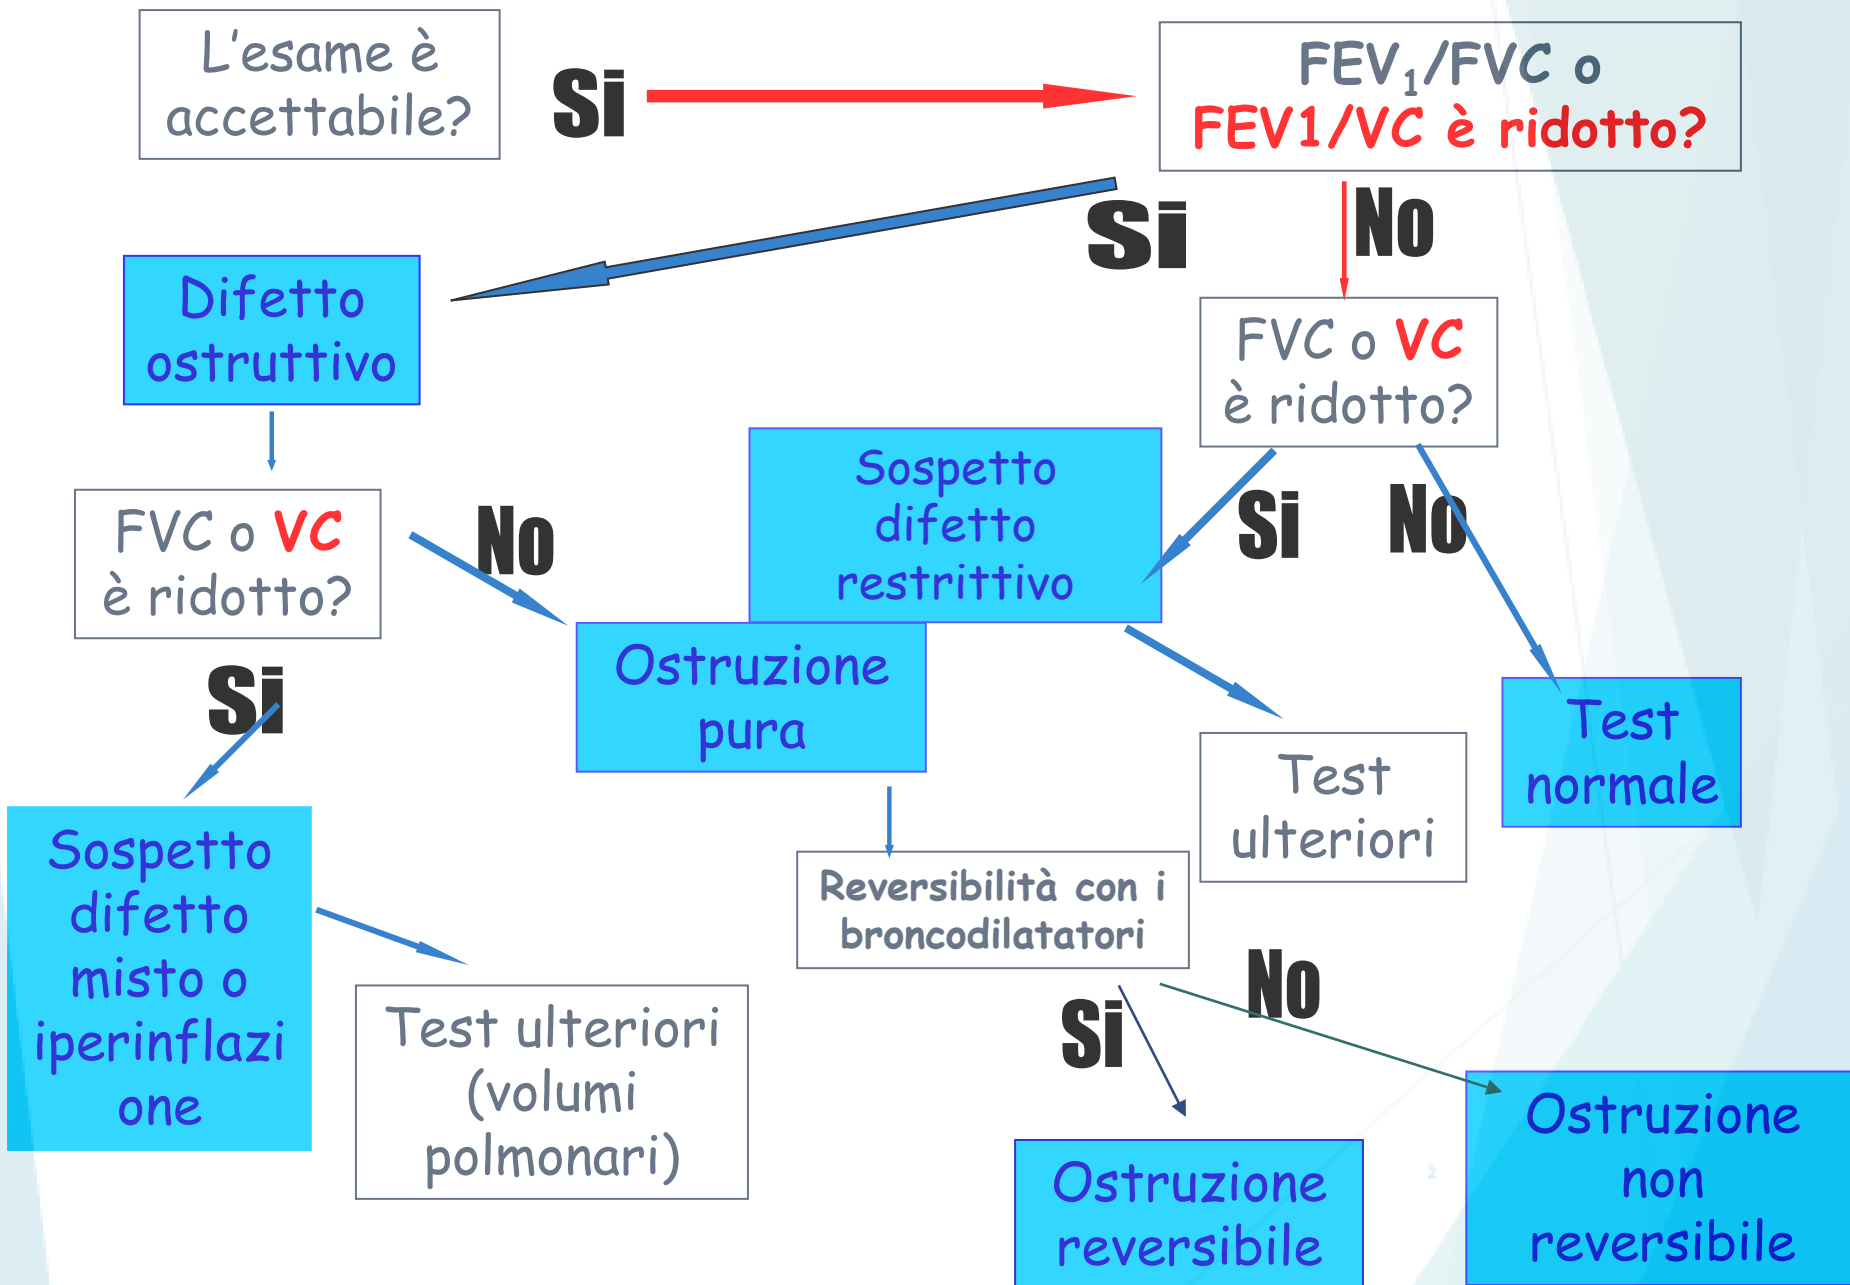 L'esame è
accettabile?
Si
FEV₁/FVC o
FEV1/VC è ridotto?
Si
No
Difetto
ostruttivo
FVC o VC
è ridotto?
Sospetto
difetto
restrittivo
Si
No
FVC o VC
è ridotto?
No
Ostruzione
pura
Si
Test
normale
Test
ulteriori
Sospetto
difetto
misto o
iperinflazi
one
Reversibilità con i
broncodilatatori
Test ulteriori
(volumi
polmonari)
Si
No
Ostruzione
reversibile
Ostruzione
non
reversibile